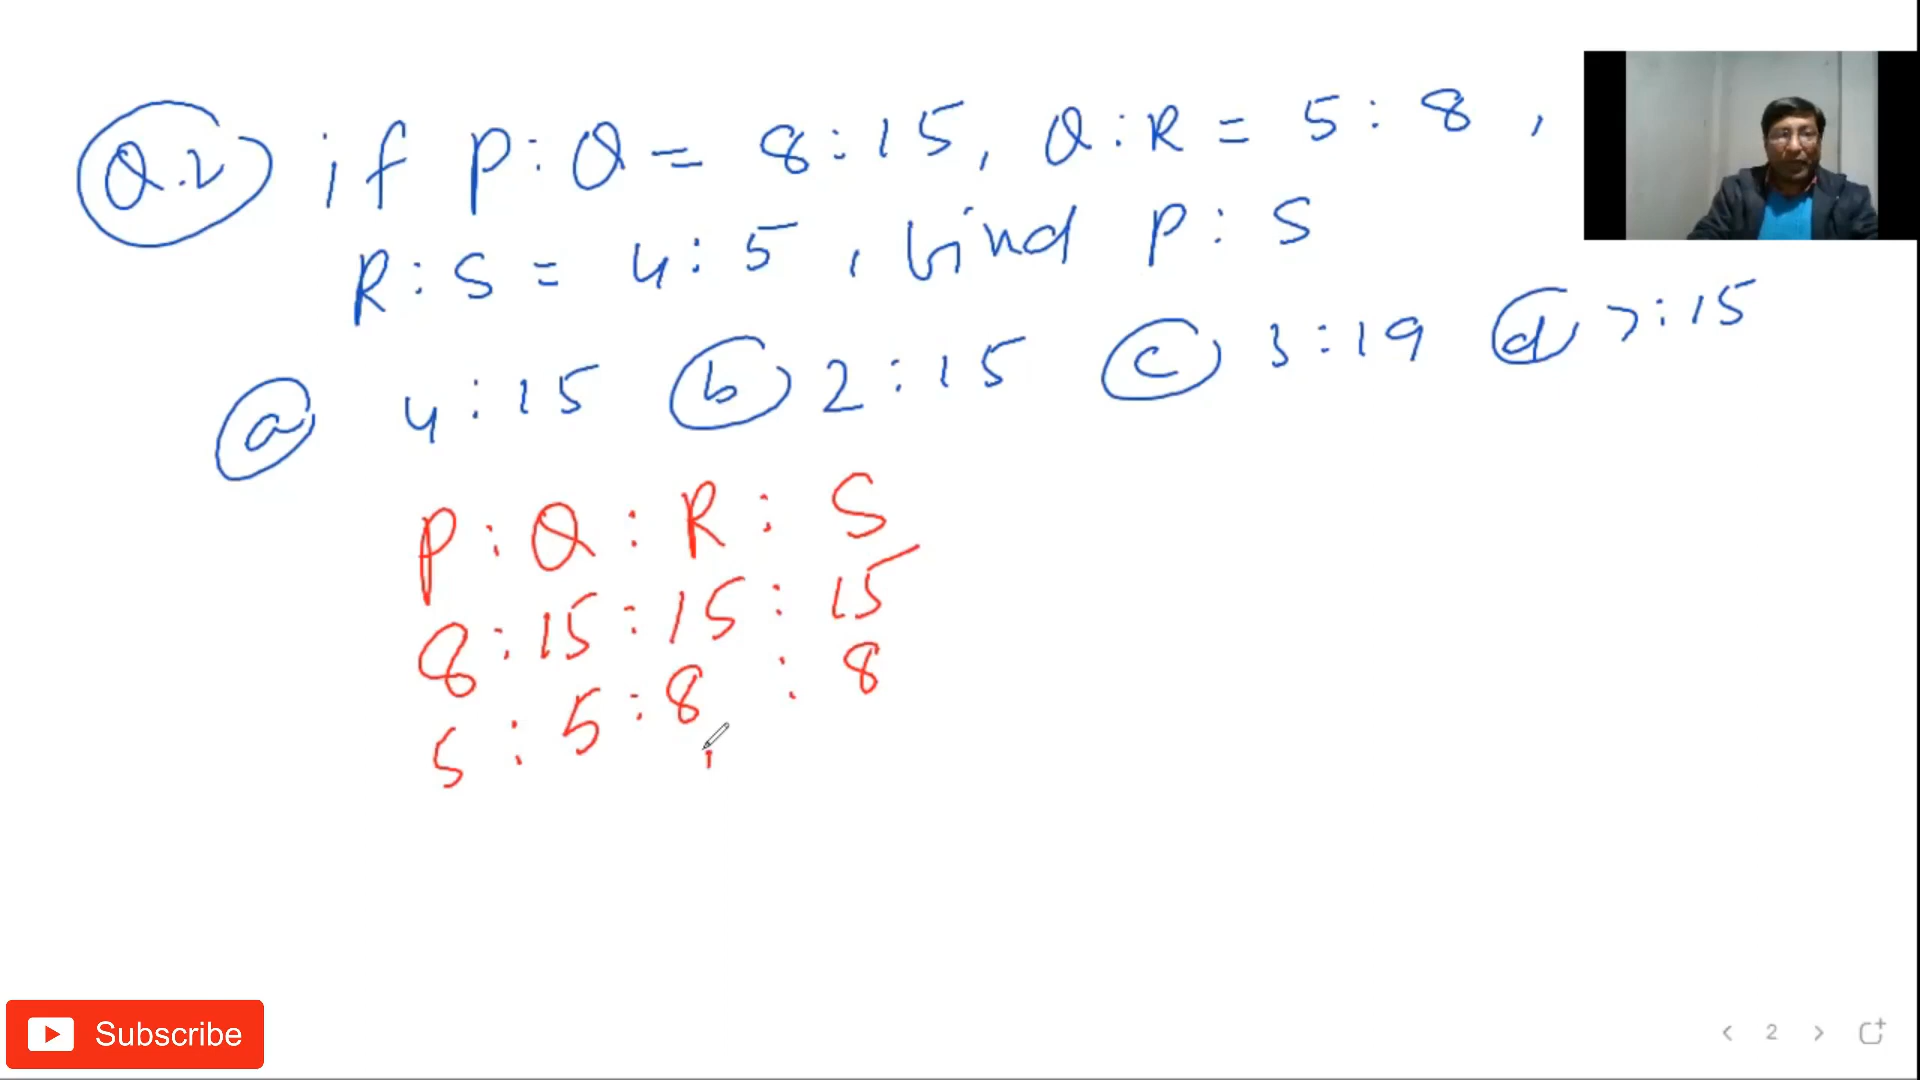 Q.2 if P : Q = 8 : 15, Q : R = 5 : 8 ,
R : S = 4 : 5 , find P : S
a 4 : 15 b 2 : 15 c 3 : 19 d 7 : 15
P : Q : R : S
8 : 15 : 15 : 15
5 : 5 : 8 : 8
Subscribe
2